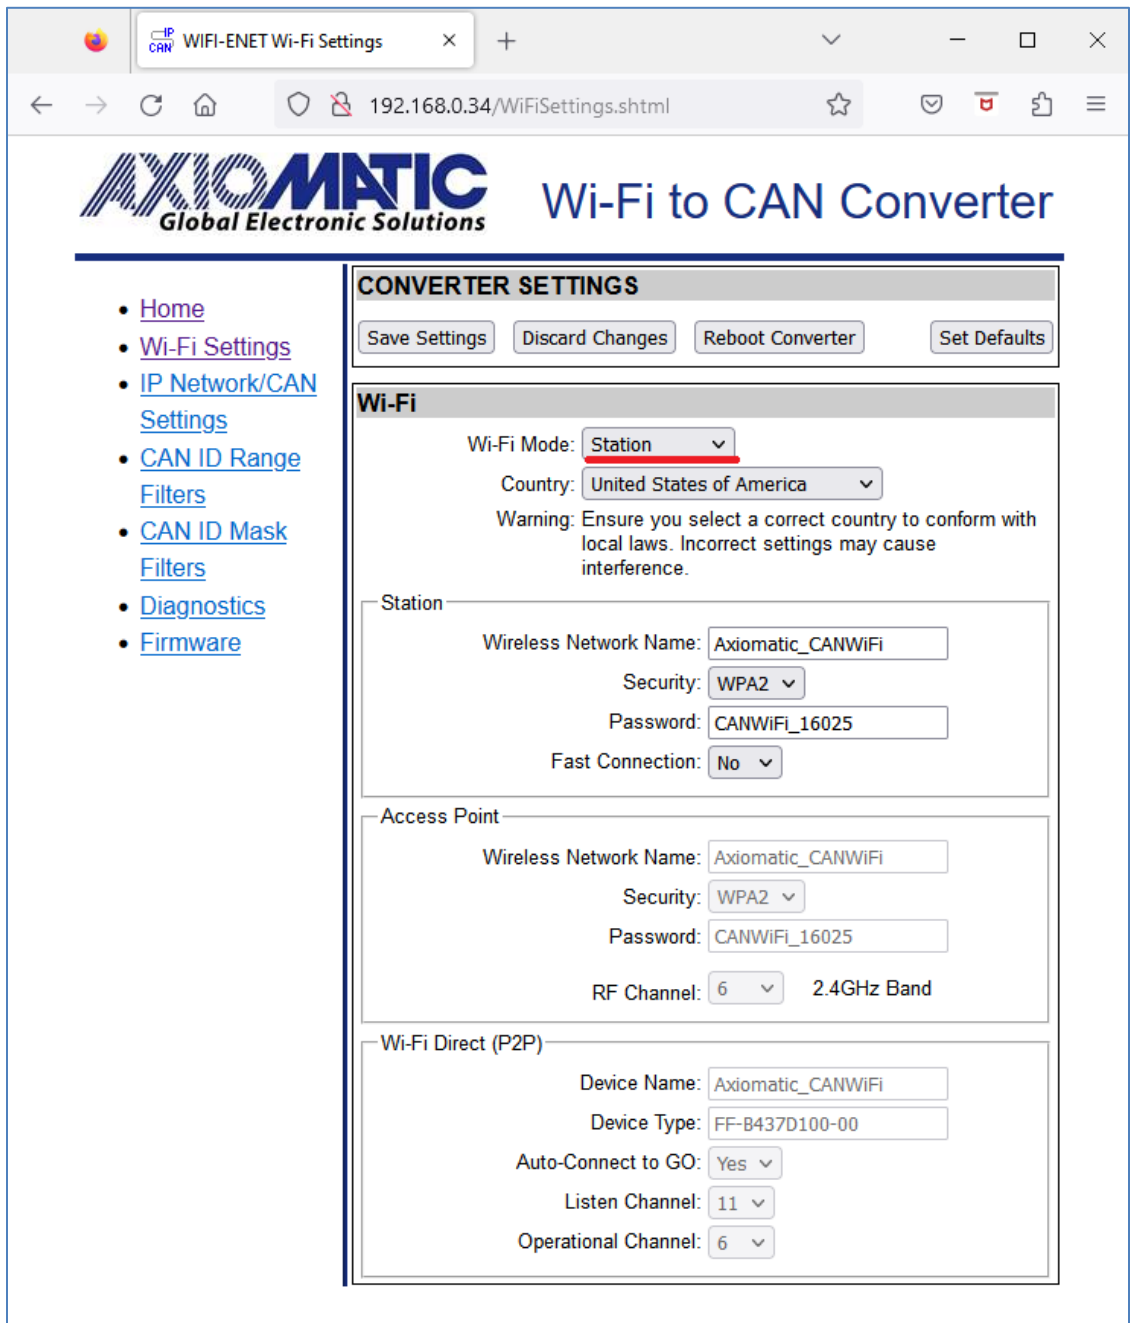 IP
CAN WIFI-ENET Wi-Fi Settings
192.168.0.34/WiFiSettings.shtml
AXIOMATIC
Global Electronic Solutions
Wi-Fi to CAN Converter
Home
Wi-Fi Settings
IP Network/CAN
Settings
CAN ID Range
Filters
CAN ID Mask
Filters
Diagnostics
Firmware
CONVERTER SETTINGS
Save Settings Discard Changes Reboot Converter Set Defaults
Wi-Fi
Wi-Fi Mode: Station
Country: United States of America
Warning: Ensure you select a correct country to conform with
local laws. Incorrect settings may cause
interference.
Station
Wireless Network Name: Axiomatic_CANWiFi
Security: WPA2
Password: CANWiFi_16025
Fast Connection: No
Access Point
Wireless Network Name: Axiomatic_CANWiFi
Security: WPA2
Password: CANWiFi_16025
RF Channel: 6 2.4GHz Band
Wi-Fi Direct (P2P)
Device Name: Axiomatic_CANWiFi
Device Type: FF-B437D100-00
Auto-Connect to GO: Yes
Listen Channel: 11
Operational Channel: 6